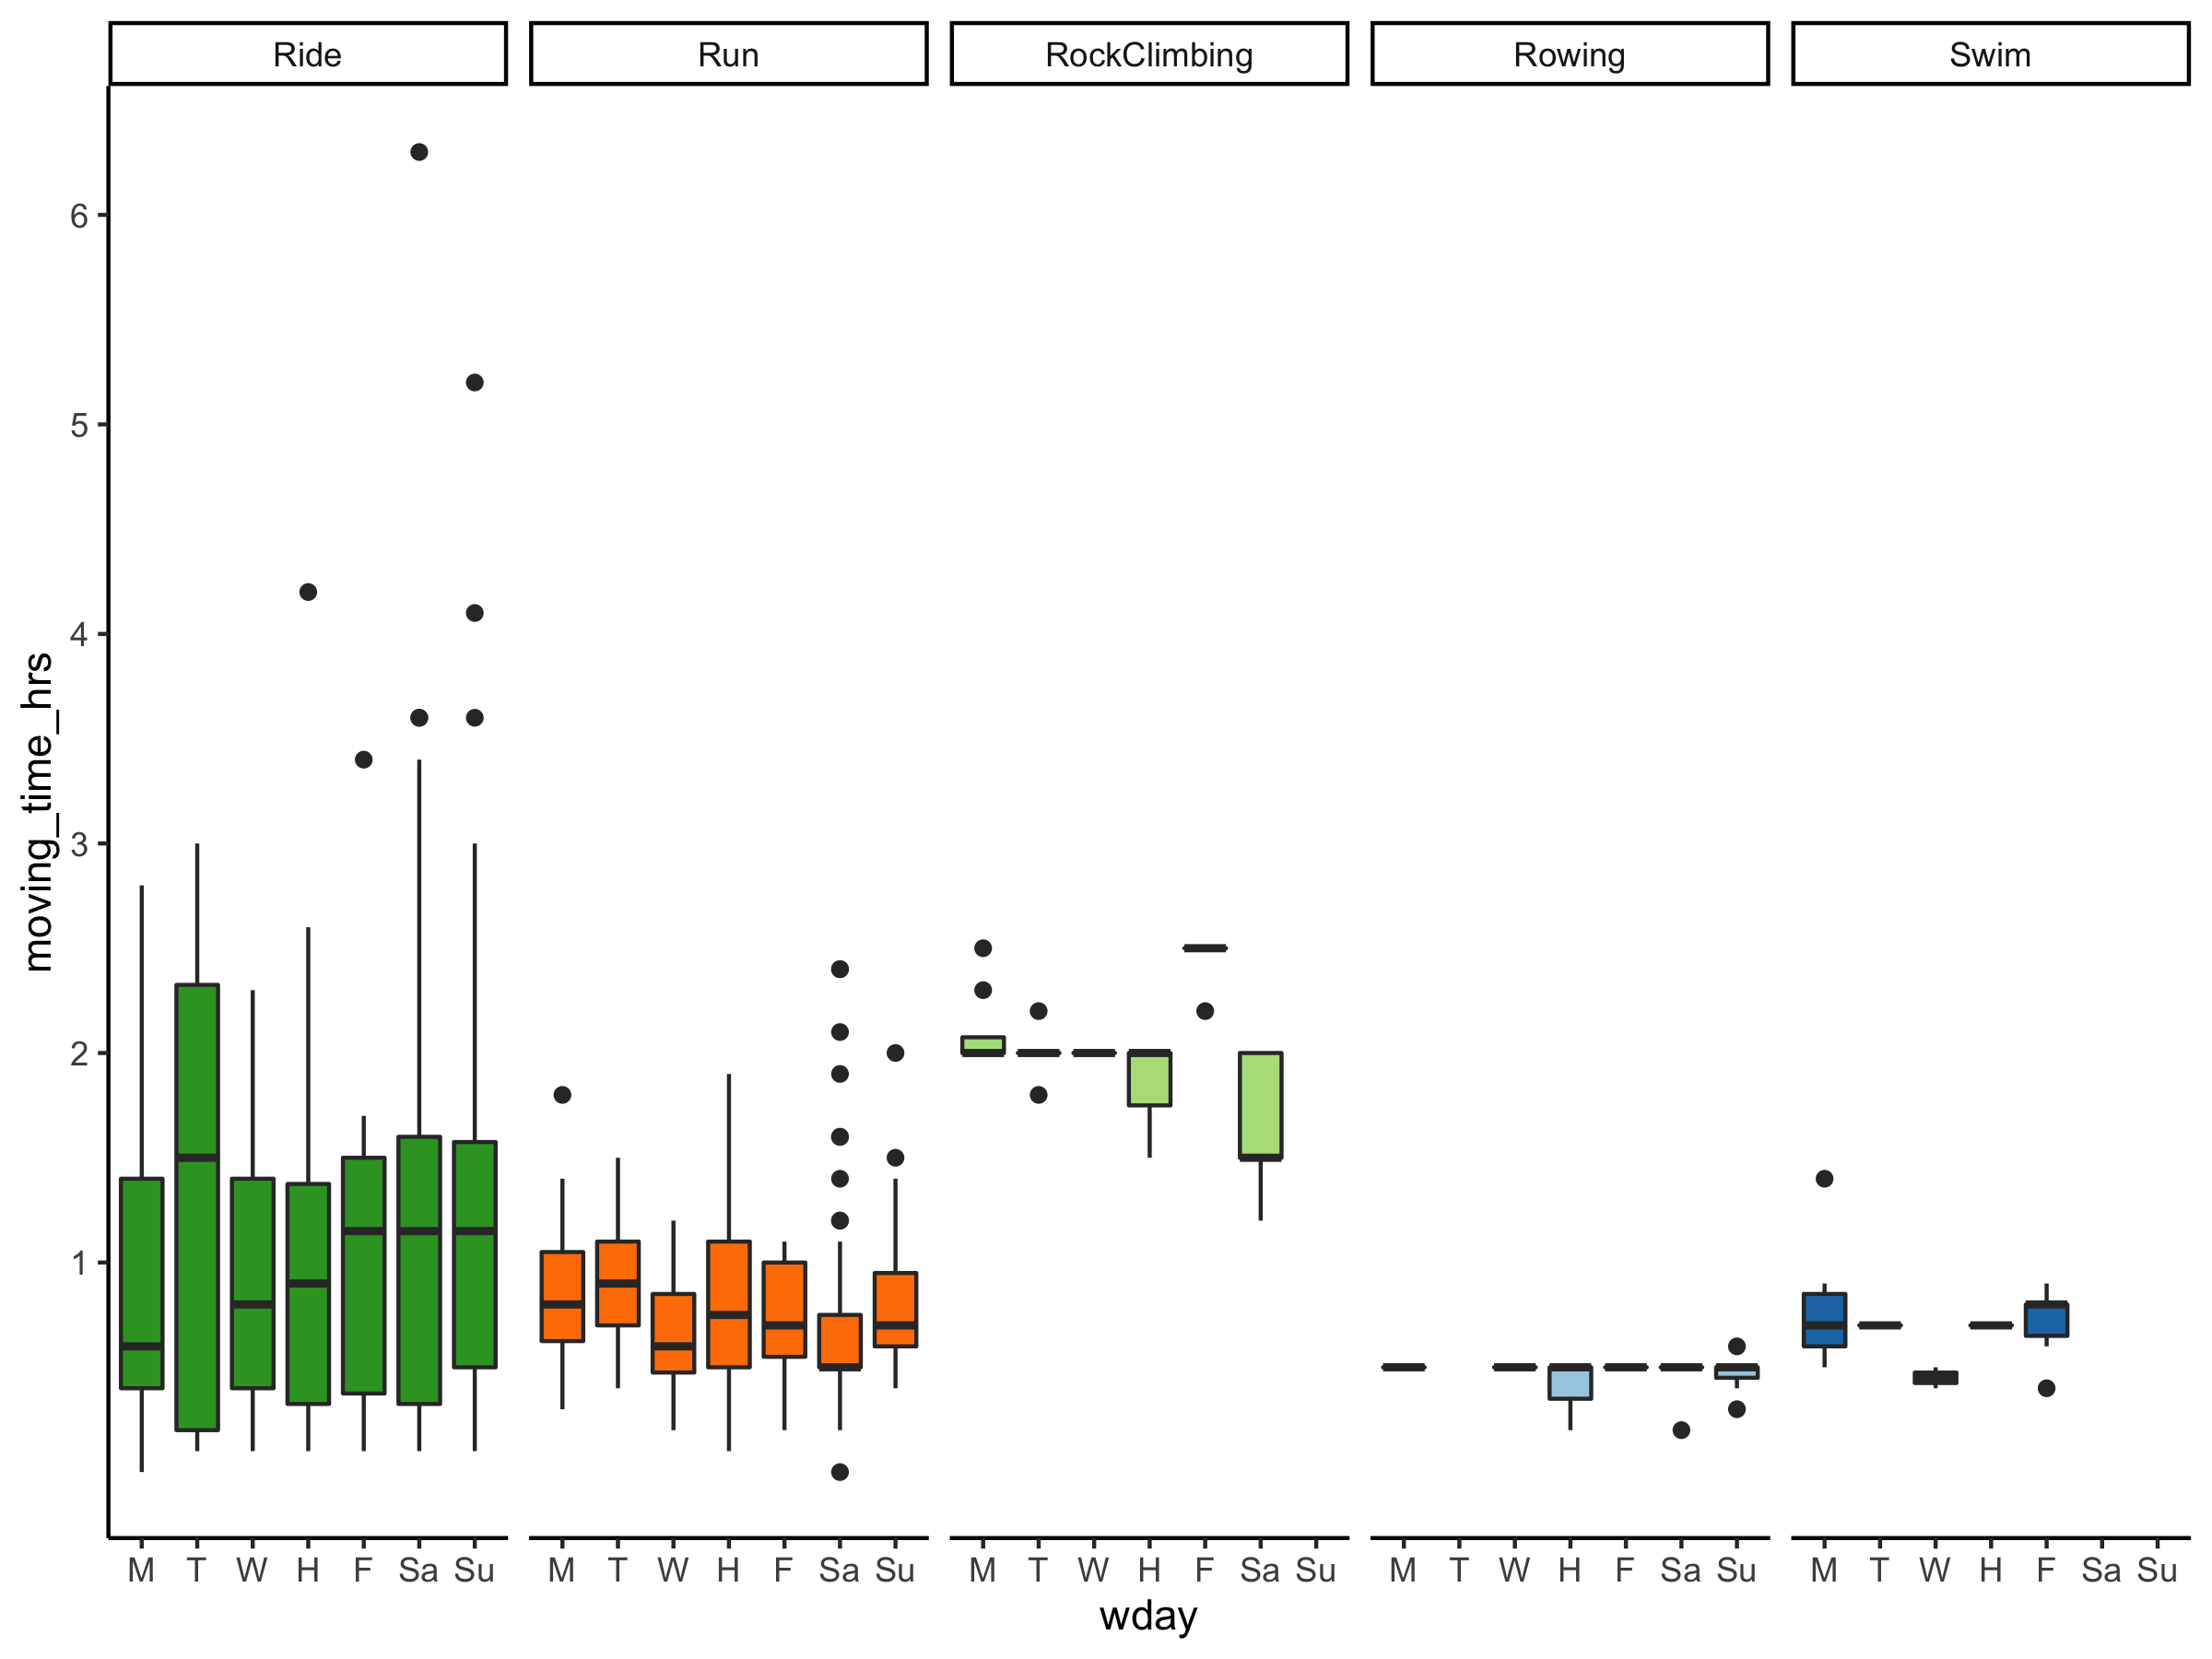 Ride Run RockClimbing Rowing Swim
moving_time_hrs
6
5
4
3
2
1
M T W H F Sa Su M T W H F Sa Su M T W H F Sa Su M T W H F Sa Su M T W H F Sa Su
wday